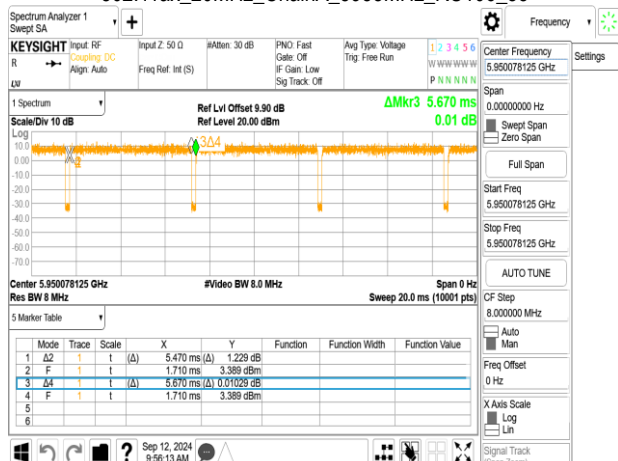 Spectrum Analyzer 1
Swept SA
Frequency
KEYSIGHT
R
Input: RF
Coupling: DC
Align: Auto
Input Z: 50 Ω
Freq Ref: Int (S)
#Atten: 30 dB
PNO: Fast
Gate: Off
IF Gain: Low
Sig Track: Off
Avg Type: Voltage
Trig: Free Run
1 2 3 4 5 6
W W W W W W
P N N N N N
Center Frequency
5.950078125 GHz
Settings
Span
0.00000000 Hz
Swept Span
Zero Span
Full Span
Start Freq
5.950078125 GHz
Stop Freq
5.950078125 GHz
AUTO TUNE
CF Step
8.000000 MHz
Auto
Man
Freq Offset
0 Hz
X Axis Scale
Log
Lin
Signal Track
1 Spectrum
Scale/Div 10 dB
Log
Ref Lvl Offset 9.90 dB
Ref Level 20.00 dBm
ΔMkr3 5.670 ms
0.01 dB
3Δ4
10.0
0.00
-10.0
-20.0
-30.0
-40.0
-50.0
-60.0
-70.0
Center 5.950078125 GHz
Res BW 8 MHz
#Video BW 8.0 MHz
Span 0 Hz
Sweep 20.0 ms (10001 pts)
5 Marker Table
Mode Trace Scale X Y Function Function Width Function Value
1 Δ2 1 t (Δ) 5.470 ms (Δ) 1.229 dB
2 F 1 t 1.710 ms 3.389 dBm
3 Δ4 1 t (Δ) 5.670 ms (Δ) 0.01029 dB
4 F 1 t 1.710 ms 3.389 dBm
5
6
?
Sep 12, 2024
9:56:13 AM